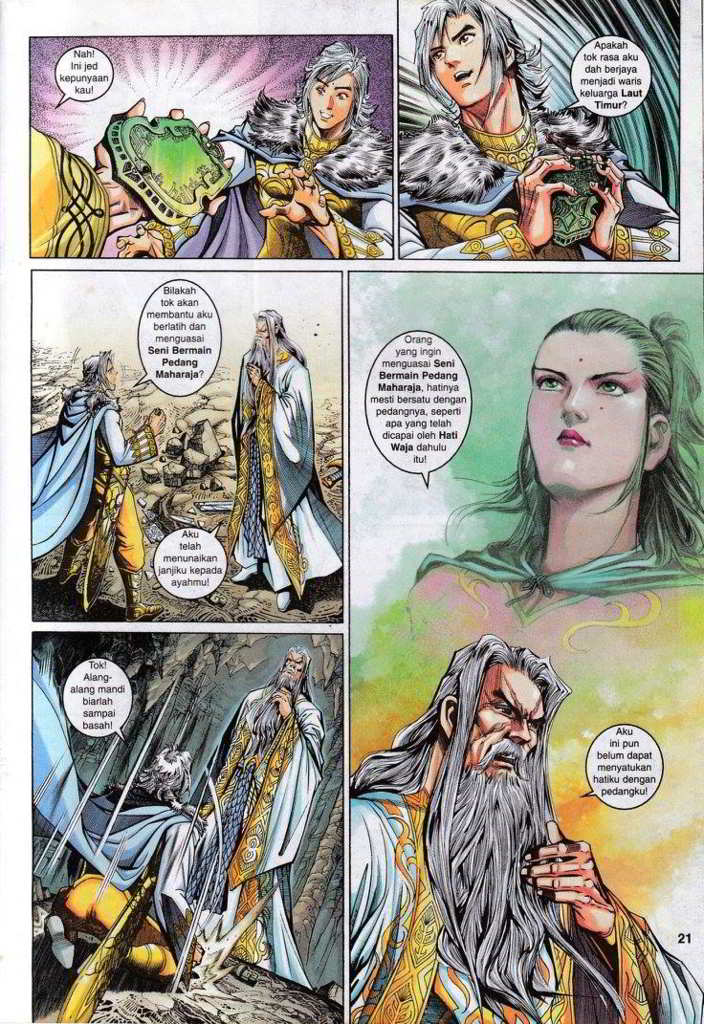 Nah!
Ini jed
kepunyaan
kau!
Apakah
tok rasa aku
dah berjaya
menjadi waris
keluarga Laut
Timur?
Bilakah
tok akan
membantu aku
berlatih dan
menguasai
Seni Bermain
Pedang
Maharaja?
Aku
telah
menunaikan
janjiku kepada
ayahmu!
Orang
yang ingin
menguasai Seni
Bermain Pedang
Maharaja, hatinya
mesti bersatu dengan
pedangnya, seperti
apa yang telah
dicapai oleh Hati
Waja dahulu
itu!
Tok!
Alang-
alang mandi
biarlah
sampai
basah!
Aku
ini pun
belum dapat
menyatukan
hatiku dengan
pedangku!
21